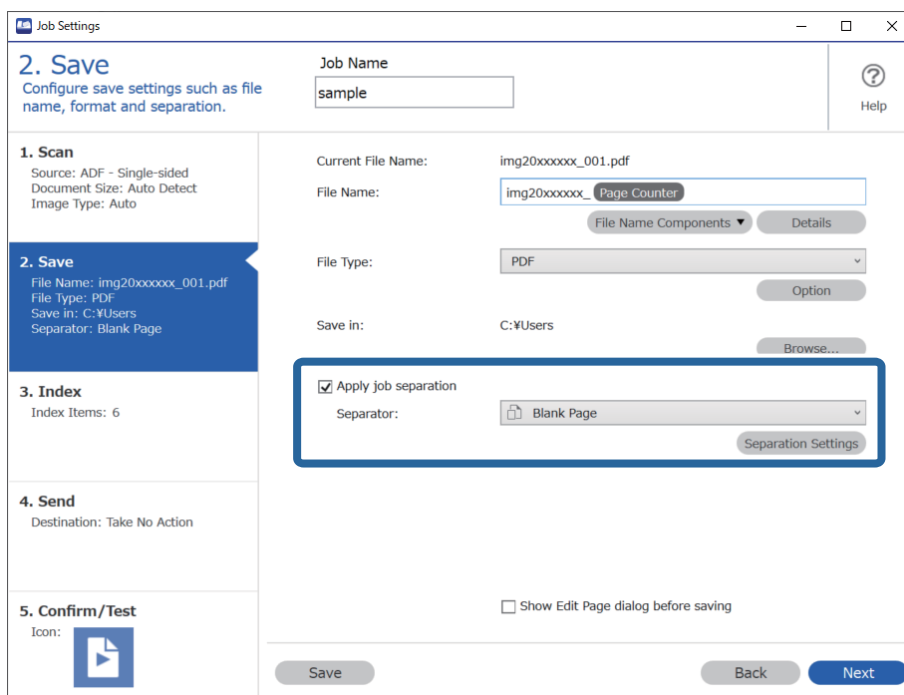 Job Settings
2. Save
Configure save settings such as file
name, format and separation.
Job Name
sample
Help
1. Scan
Source: ADF - Single-sided
Document Size: Auto Detect
Image Type: Auto
2. Save
File Name: img20xxxxxx_001.pdf
File Type: PDF
Save in: C:¥Users
Separator: Blank Page
3. Index
Index Items: 6
4. Send
Destination: Take No Action
5. Confirm/Test
Icon:
Current File Name: img20xxxxxx_001.pdf
File Name: img20xxxxxx_ Page Counter
File Name Components Details
File Type: PDF
Option
Save in: C:¥Users
Browse...
Apply job separation
Separator: Blank Page
Separation Settings
Show Edit Page dialog before saving
Save Back Next